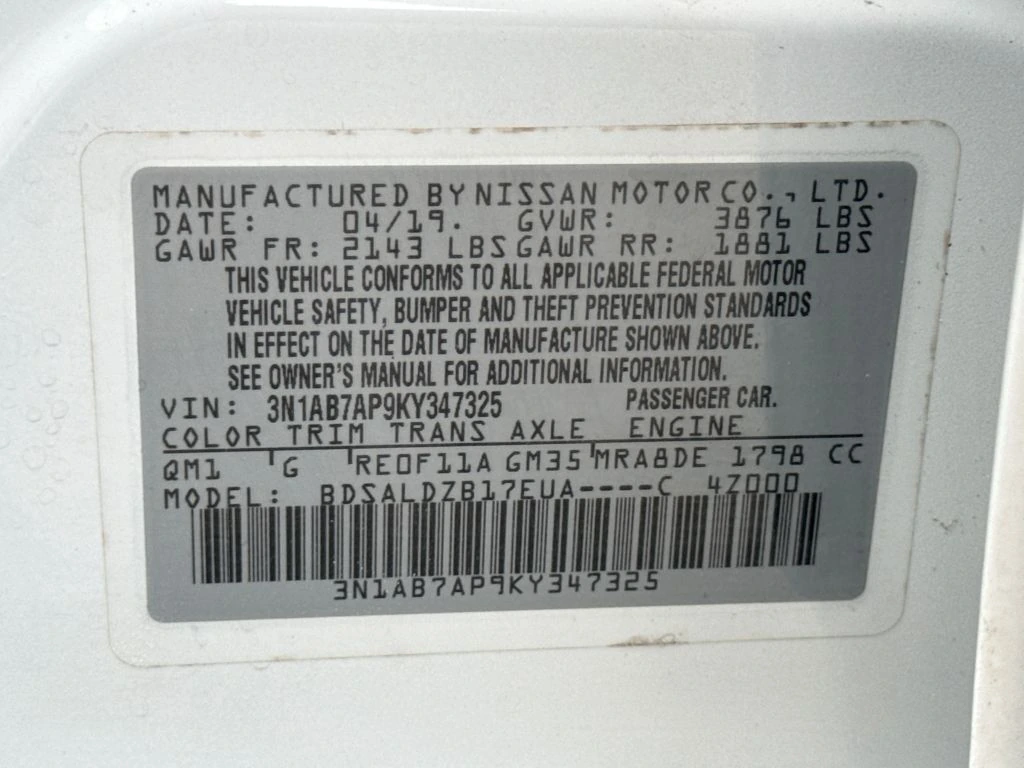 MANUFACTURED BY NISSAN MOTOR CO., LTD.
DATE: 04/19. GVWR: 3876 LBS
GAWR FR: 2143 LBS GAWR RR: 1881 LBS
THIS VEHICLE CONFORMS TO ALL APPLICABLE FEDERAL MOTOR
VEHICLE SAFETY, BUMPER AND THEFT PREVENTION STANDARDS
IN EFFECT ON THE DATE OF MANUFACTURE SHOWN ABOVE.
SEE OWNER'S MANUAL FOR ADDITIONAL INFORMATION.
VIN: 3N1AB7AP9KY347325 PASSENGER CAR.
COLOR TRIM TRANS AXLE ENGINE
QM1 'G 'RE0F11A GM35 'MRA8DE 1798 CC
MODEL: BDSALDZB17EUA----C 4Z000
3N1AB7AP9KY347325